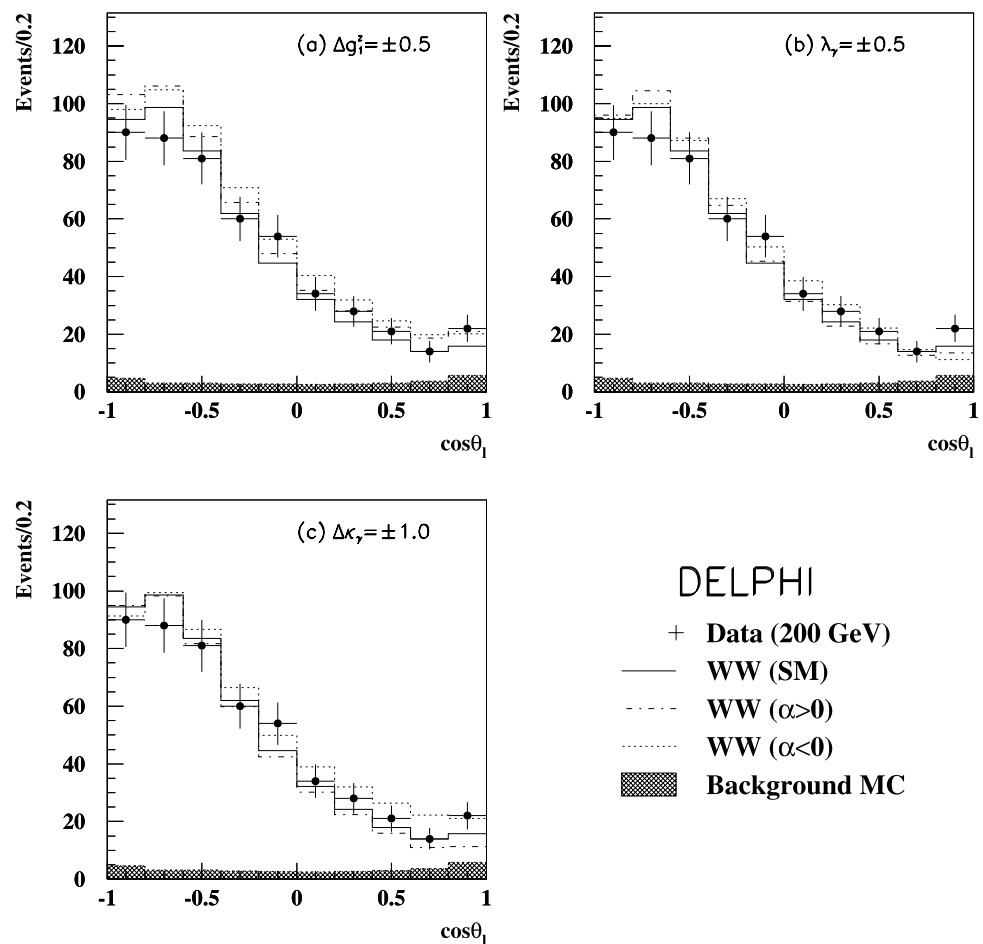 Events/0.2
120
100
80
60
40
20
0
(a) Δg₁ᶻ=±0.5
-1 -0.5 0 0.5 1
cosθₗ
Events/0.2
120
100
80
60
40
20
0
(b) λᵧ=±0.5
-1 -0.5 0 0.5 1
cosθₗ
Events/0.2
120
100
80
60
40
20
0
(c) Δκᵧ=±1.0
-1 -0.5 0 0.5 1
cosθₗ
DELPHI
Data (200 GeV)
WW (SM)
WW (α>0)
WW (α<0)
Background MC